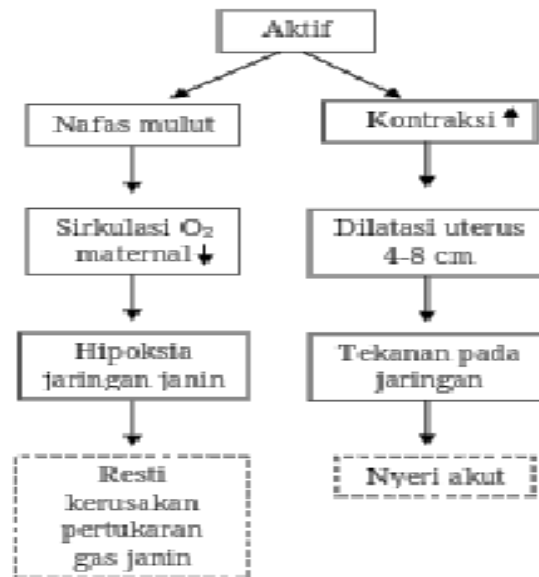 Aktif
Nafas mulut
Kontraksi ↑
Sirkulasi O₂
maternal ↓
Dilatasi uterus
4-8 cm
Hipoksia
jaringan janin
Tekanan pada
jaringan
Resti
kerusakan
pertukaran
gas janin
Nyeri akut